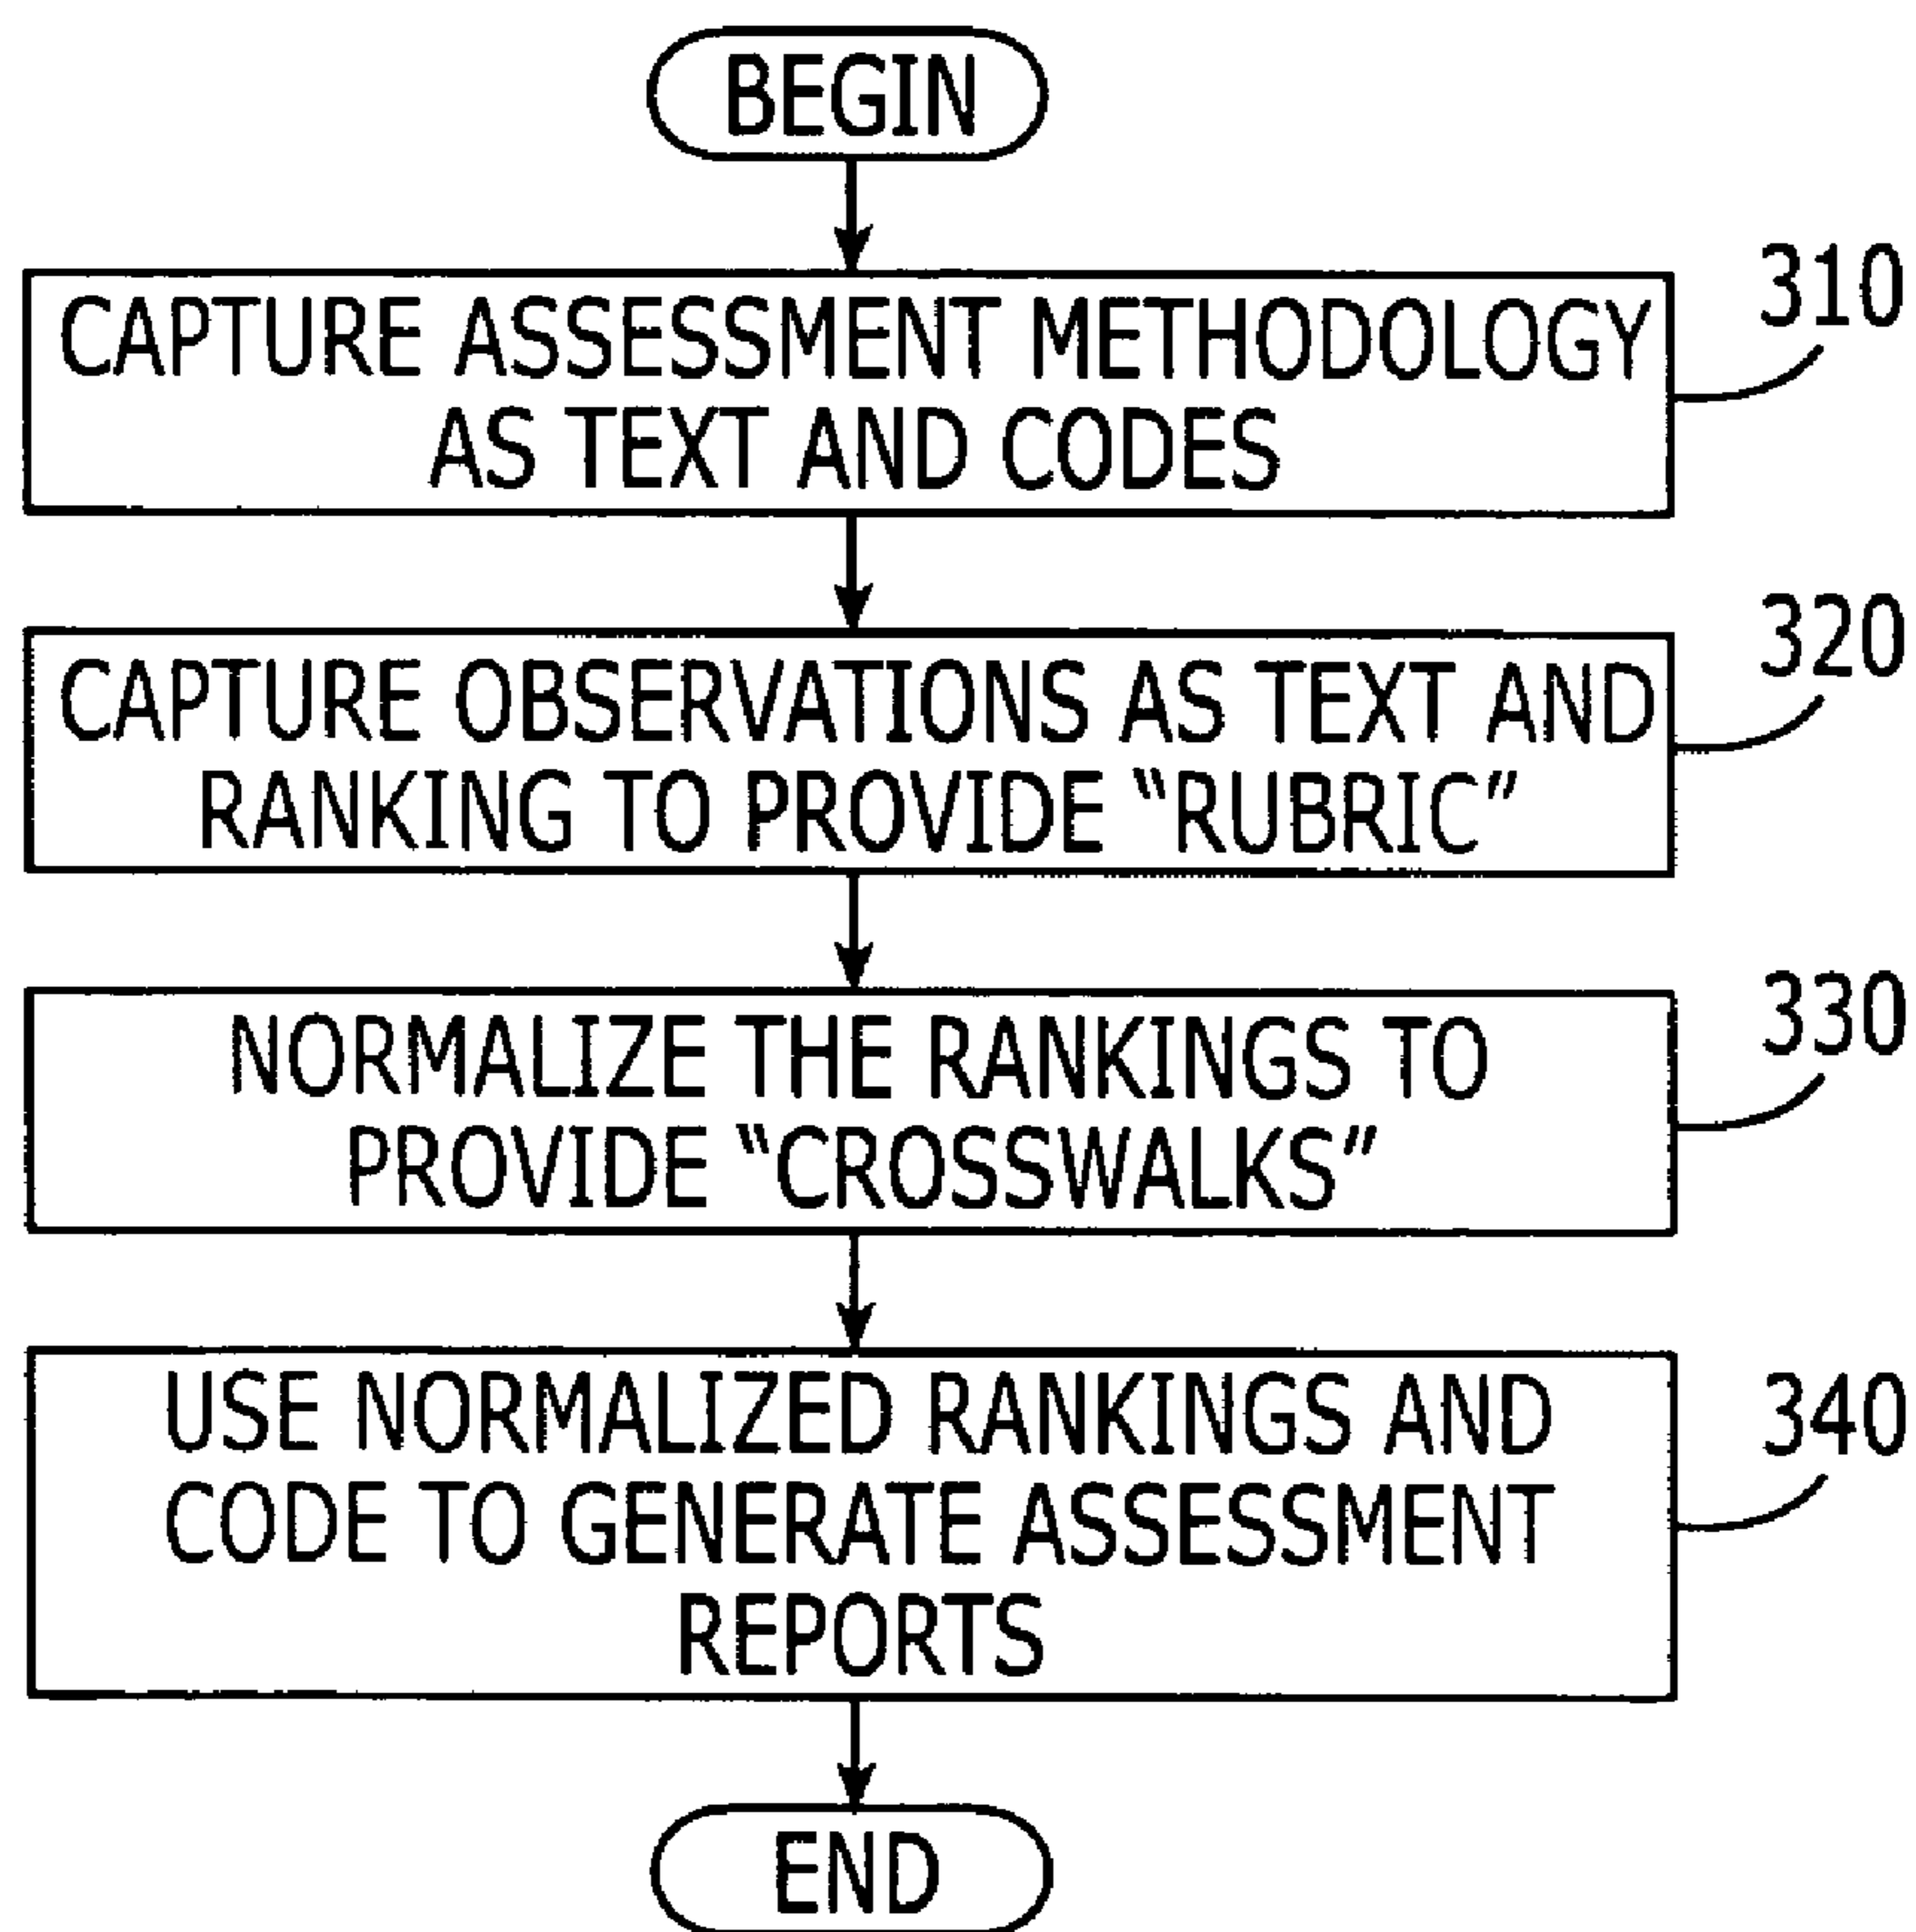 BEGIN
CAPTURE ASSESSMENT METHODOLOGY
AS TEXT AND CODES
310
CAPTURE OBSERVATIONS AS TEXT AND
RANKING TO PROVIDE “RUBRIC”
320
NORMALIZE THE RANKINGS TO
PROVIDE “CROSSWALKS”
330
USE NORMALIZED RANKINGS AND
CODE TO GENERATE ASSESSMENT
REPORTS
340
END